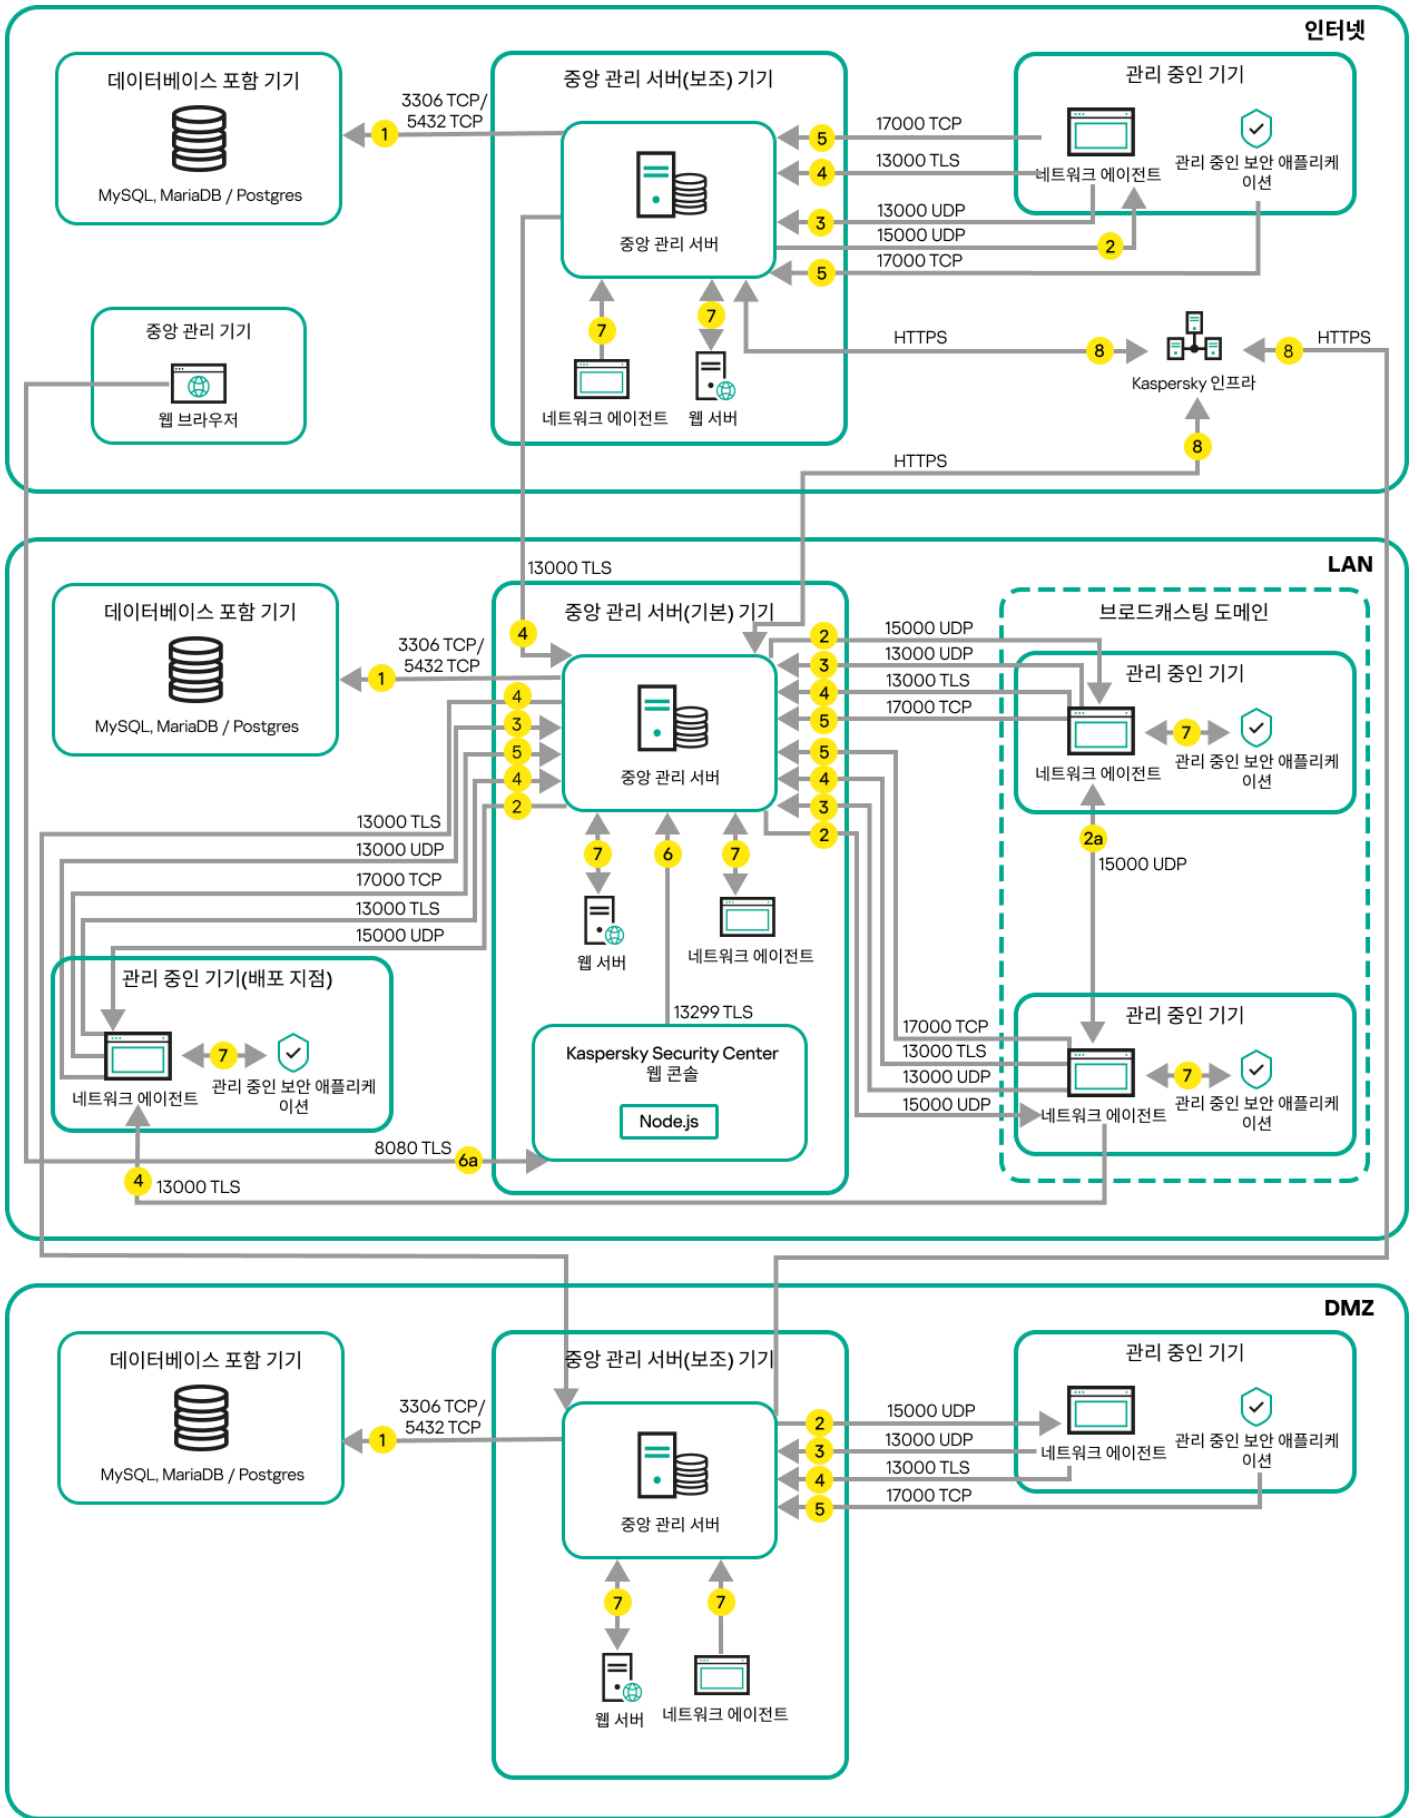 인터넷
데이터베이스 포함 기기
MySQL, MariaDB / Postgres
3306 TCP/
5432 TCP
1
중앙 관리 서버(보조) 기기
중앙 관리 서버
7
네트워크 에이전트
7
웹 서버
관리 중인 기기
네트워크 에이전트
관리 중인 보안 애플리케
이션
5
17000 TCP
4
13000 TLS
3
13000 UDP
15000 UDP
2
5
17000 TCP
중앙 관리 기기
웹 브라우저
HTTPS
8
Kaspersky 인프라
8
HTTPS
8
HTTPS
LAN
13000 TLS
4
데이터베이스 포함 기기
MySQL, MariaDB / Postgres
3306 TCP/
5432 TCP
1
중앙 관리 서버(기본) 기기
중앙 관리 서버
4
3
5
4
2
13000 TLS
13000 UDP
17000 TCP
13000 TLS
15000 UDP
2
15000 UDP
3
13000 UDP
4
13000 TLS
5
17000 TCP
5
4
3
2
브로드캐스팅 도메인
관리 중인 기기
네트워크 에이전트
7
관리 중인 보안 애플리케
이션
2a
15000 UDP
7
웹 서버
6
7
네트워크 에이전트
13299 TLS
Kaspersky Security Center
웹 콘솔
Node.js
관리 중인 기기(배포 지점)
네트워크 에이전트
7
관리 중인 보안 애플리케
이션
17000 TCP
13000 TLS
13000 UDP
15000 UDP
관리 중인 기기
네트워크 에이전트
7
관리 중인 보안 애플리케
이션
8080 TLS
6a
4
13000 TLS
DMZ
데이터베이스 포함 기기
MySQL, MariaDB / Postgres
3306 TCP/
5432 TCP
1
중앙 관리 서버(보조) 기기
중앙 관리 서버
2
15000 UDP
3
13000 UDP
4
13000 TLS
5
17000 TCP
관리 중인 기기
네트워크 에이전트
관리 중인 보안 애플리케
이션
7
웹 서버
7
네트워크 에이전트